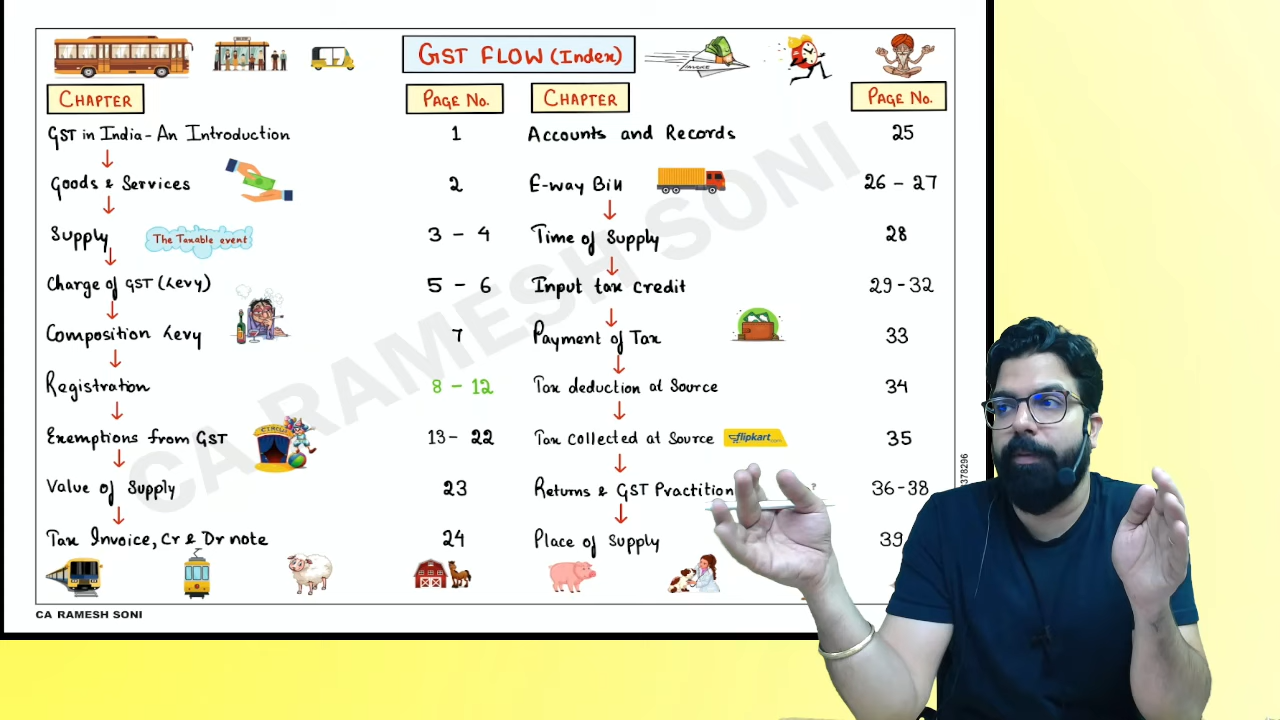 GST FLOW (Index)
INVOICE
CHAPTER PAGE No. CHAPTER PAGE No.
GST in India - An Introduction 1 Accounts and Records 25
Goods & Services 2 E-way Bill 26 - 27
Supply The Taxable event 3 - 4 Time of Supply 28
Charge of GST (Levy) 5 - 6 Input tax credit 29 - 32
Composition Levy 7 Payment of Tax 33
Registration 8 - 12 Tax deduction at Source 34
Exemptions from GST CIRCUS 13 - 22 Tax collected at Source flipkart.com 35
Value of Supply 23 Returns & GST Practition ? 36-38
Tax Invoice, Cr & Dr note 24 Place of Supply 39
CA RAMESH SONI
CA RAMESH SONI
378296